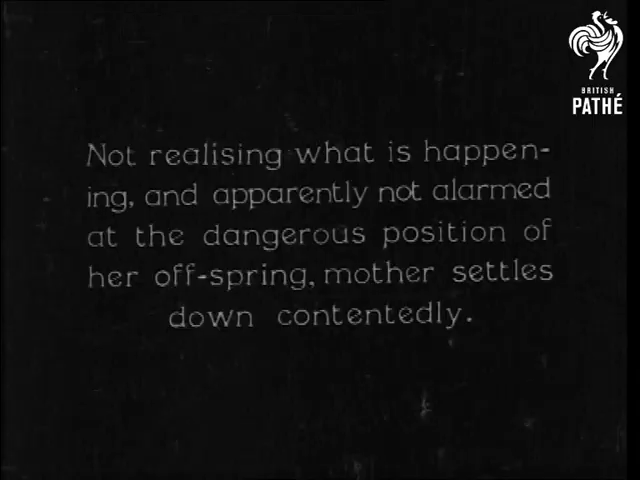 BRITISH
PATHÉ
Not realising what is happen-
ing, and apparently not alarmed
at the dangerous position of
her off-spring, mother settles
down contentedly.